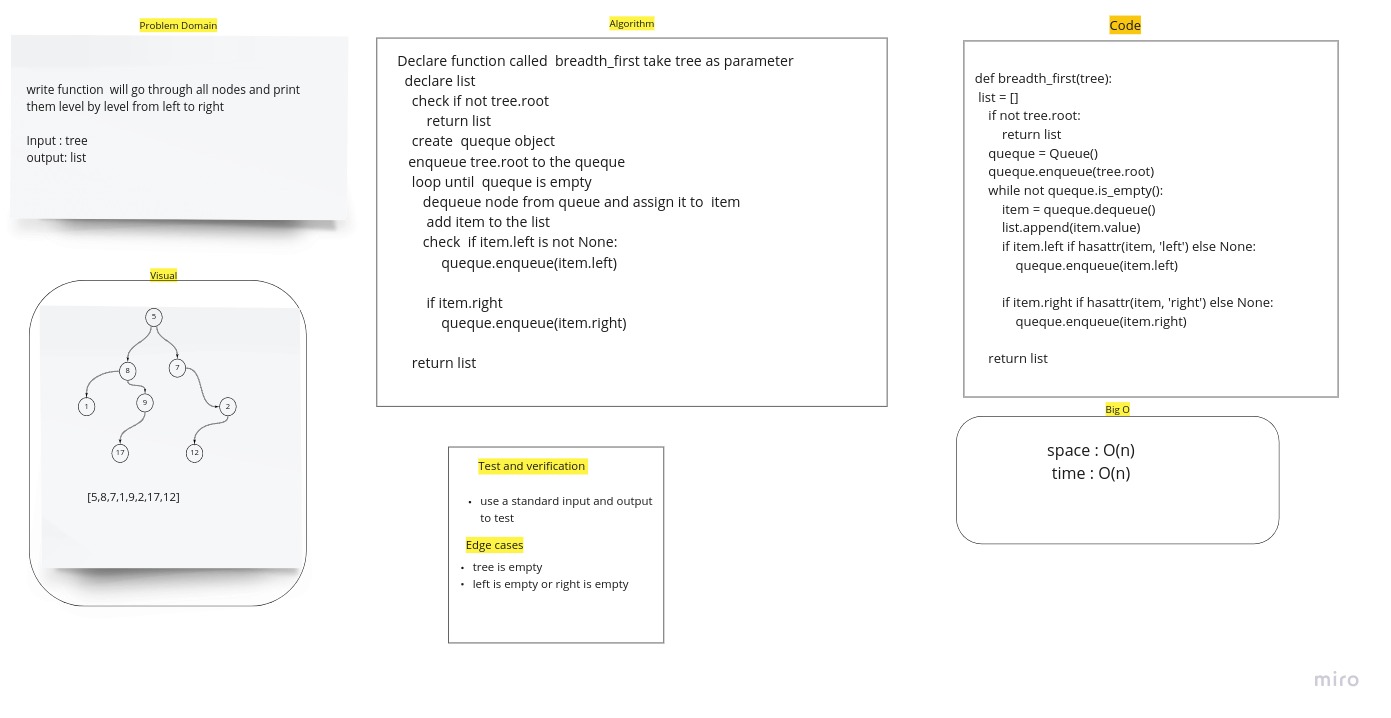 Problem Domain
write function  will go through all nodes and print
them level by level from left to right
Input : tree
output: list
Visual
5
8
7
1
9
2
17
12
[5,8,7,1,9,2,17,12]
Algorithm
Declare function called  breadth_first take tree as parameter
declare list
check if not tree.root
return list
create  queque object
enqueue tree.root to the queque
loop until  queque is empty
dequeue node from queue and assign it to  item
add item to the list
check  if item.left is not None:
queque.enqueue(item.left)
if item.right
queque.enqueue(item.right)
return list
Test and verification
• use a standard input and output
to test
Edge cases
• tree is empty
• left is empty or right is empty
Code
def breadth_first(tree):
list = []
if not tree.root:
return list
queque = Queue()
queque.enqueue(tree.root)
while not queque.is_empty():
item = queque.dequeue()
list.append(item.value)
if item.left if hasattr(item, 'left') else None:
queque.enqueue(item.left)
if item.right if hasattr(item, 'right') else None:
queque.enqueue(item.right)
return list
Big O
space : O(n)
time : O(n)
miro